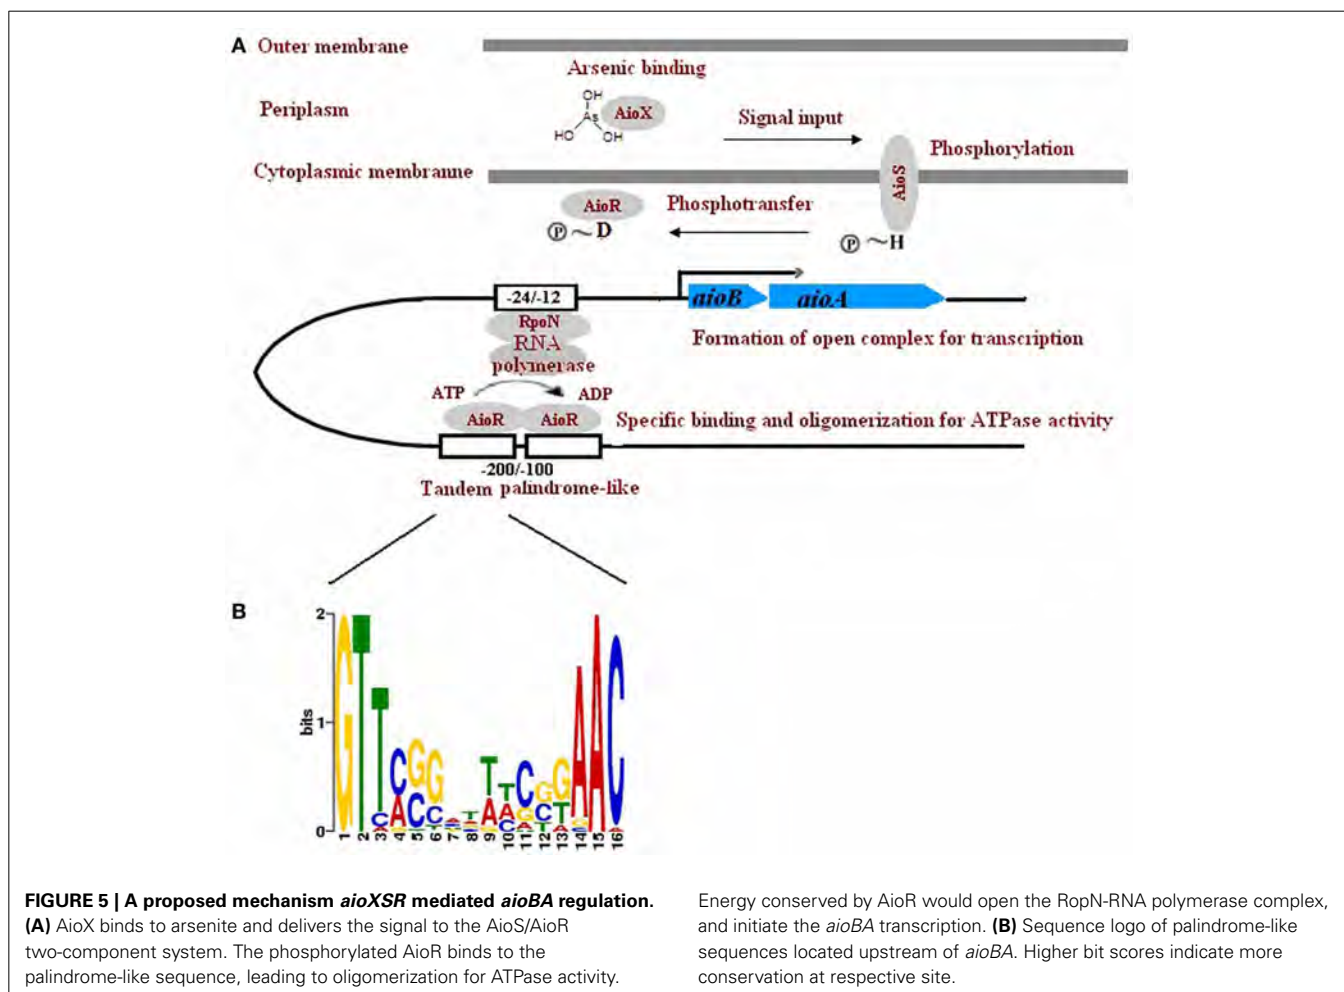 A Outer membrane
Arsenic binding
OH
Periplasm
As
AioX
HO
OH
Signal input
Phosphorylation
Cytoplasmic membranne
AioS
AioR
Phosphotransfer
P ~ D
P ~H
-24/-12
aioB
aioA
RpoN
RNA
polymerase
Formation of open complex for transcription
ATP
ADP
AioR
AioR
Specific binding and oligomerization for ATPase activity
-200/-100
Tandem palindrome-like
B
2
1
0
bits
1 2 3 4 5 6 7 8 9 10 11 12 13 14 15 16
FIGURE 5 | A proposed mechanism aioXSR mediated aioBA regulation.
(A) AioX binds to arsenite and delivers the signal to the AioS/AioR
two-component system. The phosphorylated AioR binds to the
palindrome-like sequence, leading to oligomerization for ATPase activity.
Energy conserved by AioR would open the RopN-RNA polymerase complex,
and initiate the aioBA transcription. (B) Sequence logo of palindrome-like
sequences located upstream of aioBA. Higher bit scores indicate more
conservation at respective site.